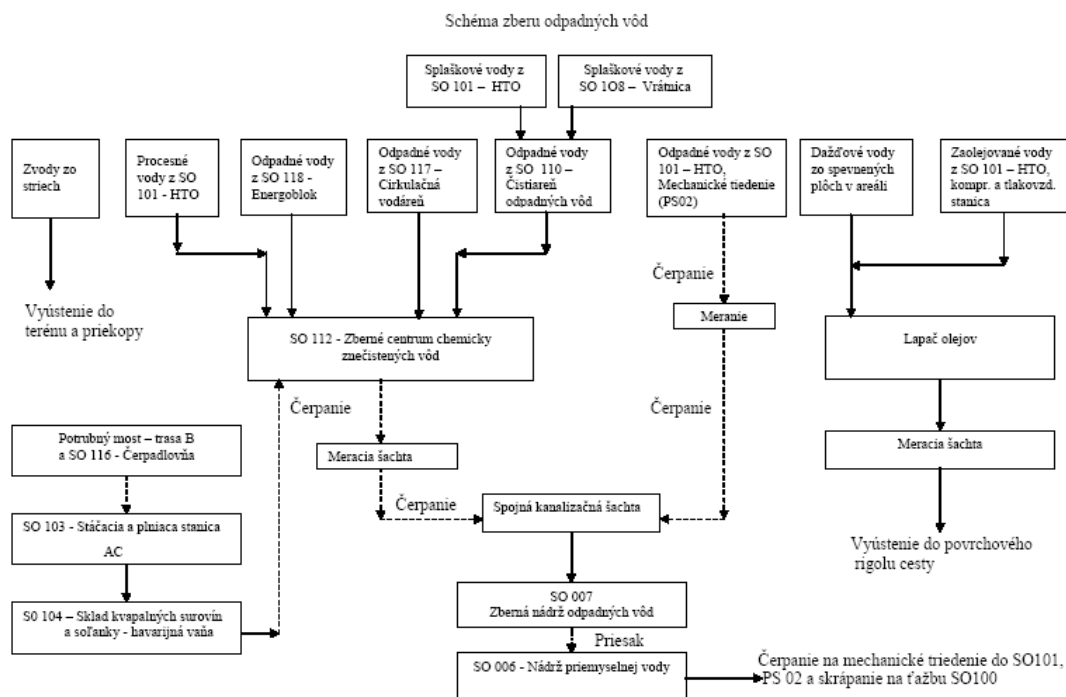 Schéma zberu odpadných vôd
Splaškové vody z
SO 101 – HTO
Splaškové vody z
SO 1O8 – Vrátnica
Zvody zo
striech
Procesné
vody z SO
101 - HTO
Odpadné vody
z SO 118 -
Energoblok
Odpadné vody
z SO 117 –
Cirkulačná
vodáreň
Odpadné vody
z SO 110 –
Čistiareň
odpadných vôd
Odpadné vody z SO
101 – HTO,
Mechanické tiedenie
(PS02)
Dažďové vody
zo spevnených
plôch v areáli
Zaolejované vody
z SO 101 – HTO,
kompr. a tlakovzd.
stanica
Čerpanie
Vyústenie do
terénu a priekopy
Meranie
SO 112 - Zberné centrum chemicky
znečistených vôd
Lapač olejov
Čerpanie
Čerpanie
Potrubný most – trasa B
a SO 116 - Čerpadlovňa
Meracia šachta
Meracia šachta
Čerpanie
Spojná kanalizačná šachta
SO 103 - Stáčacia a plniaca stanica
AC
Vyústenie do povrchového
rigolu cesty
SO 007
Zberná nádrž odpadných vôd
S0 104 – Sklad kvapalných surovín
a soľanky - havarijná vaňa
Priesak
SO 006 - Nádrž priemyselnej vody
Čerpanie na mechanické triedenie do SO101,
PS 02 a skrápanie na ťažbu SO100